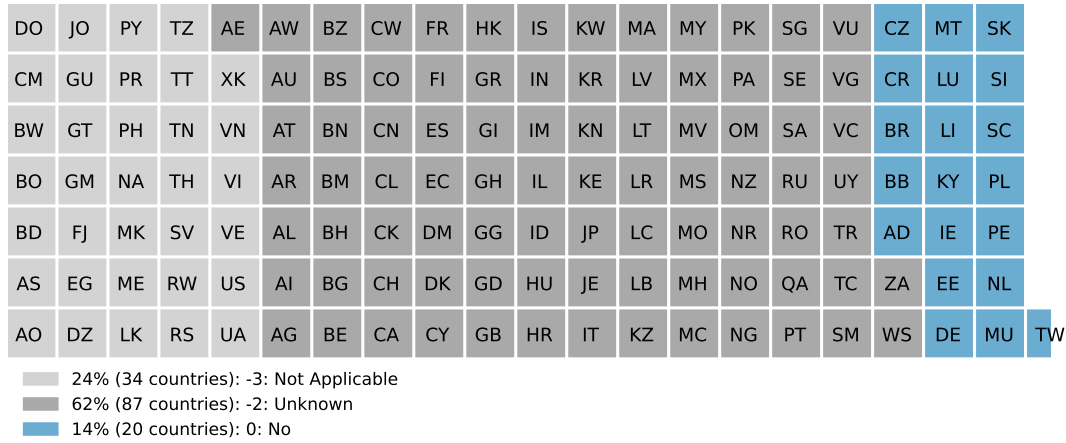 DO JO PY TZ AE AW BZ CW FR HK IS KW MA MY PK SG VU CZ MT SK
CM GU PR TT XK AU BS CO FI GR IN KR LV MX PA SE VG CR LU SI
BW GT PH TN VN AT BN CN ES GI IM KN LT MV OM SA VC BR LI SC
BO GM NA TH VI AR BM CL EC GH IL KE LR MS NZ RU UY BB KY PL
BD FJ MK SV VE AL BH CK DM GG ID JP LC MO NR RO TR AD IE PE
AS EG ME RW US AI BG CH DK GD HU JE LB MH NO QA TC ZA EE NL
AO DZ LK RS UA AG BE CA CY GB HR IT KZ MC NG PT SM WS DE MU TW
24% (34 countries): -3: Not Applicable
62% (87 countries): -2: Unknown
14% (20 countries): 0: No